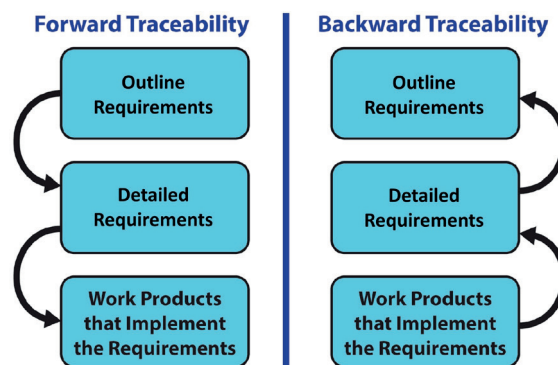 Forward Traceability
Outline
Requirements
Detailed
Requirements
Work Products
that Implement
the Requirements
Backward Traceability
Outline
Requirements
Detailed
Requirements
Work Products
that Implement
the Requirements